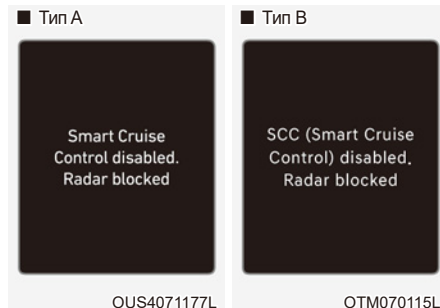 ■ Тип A
Smart Cruise
Control disabled.
Radar blocked
OUS4071177L
■ Тип B
SCC (Smart Cruise
Control) disabled.
Radar blocked
OTM070115L